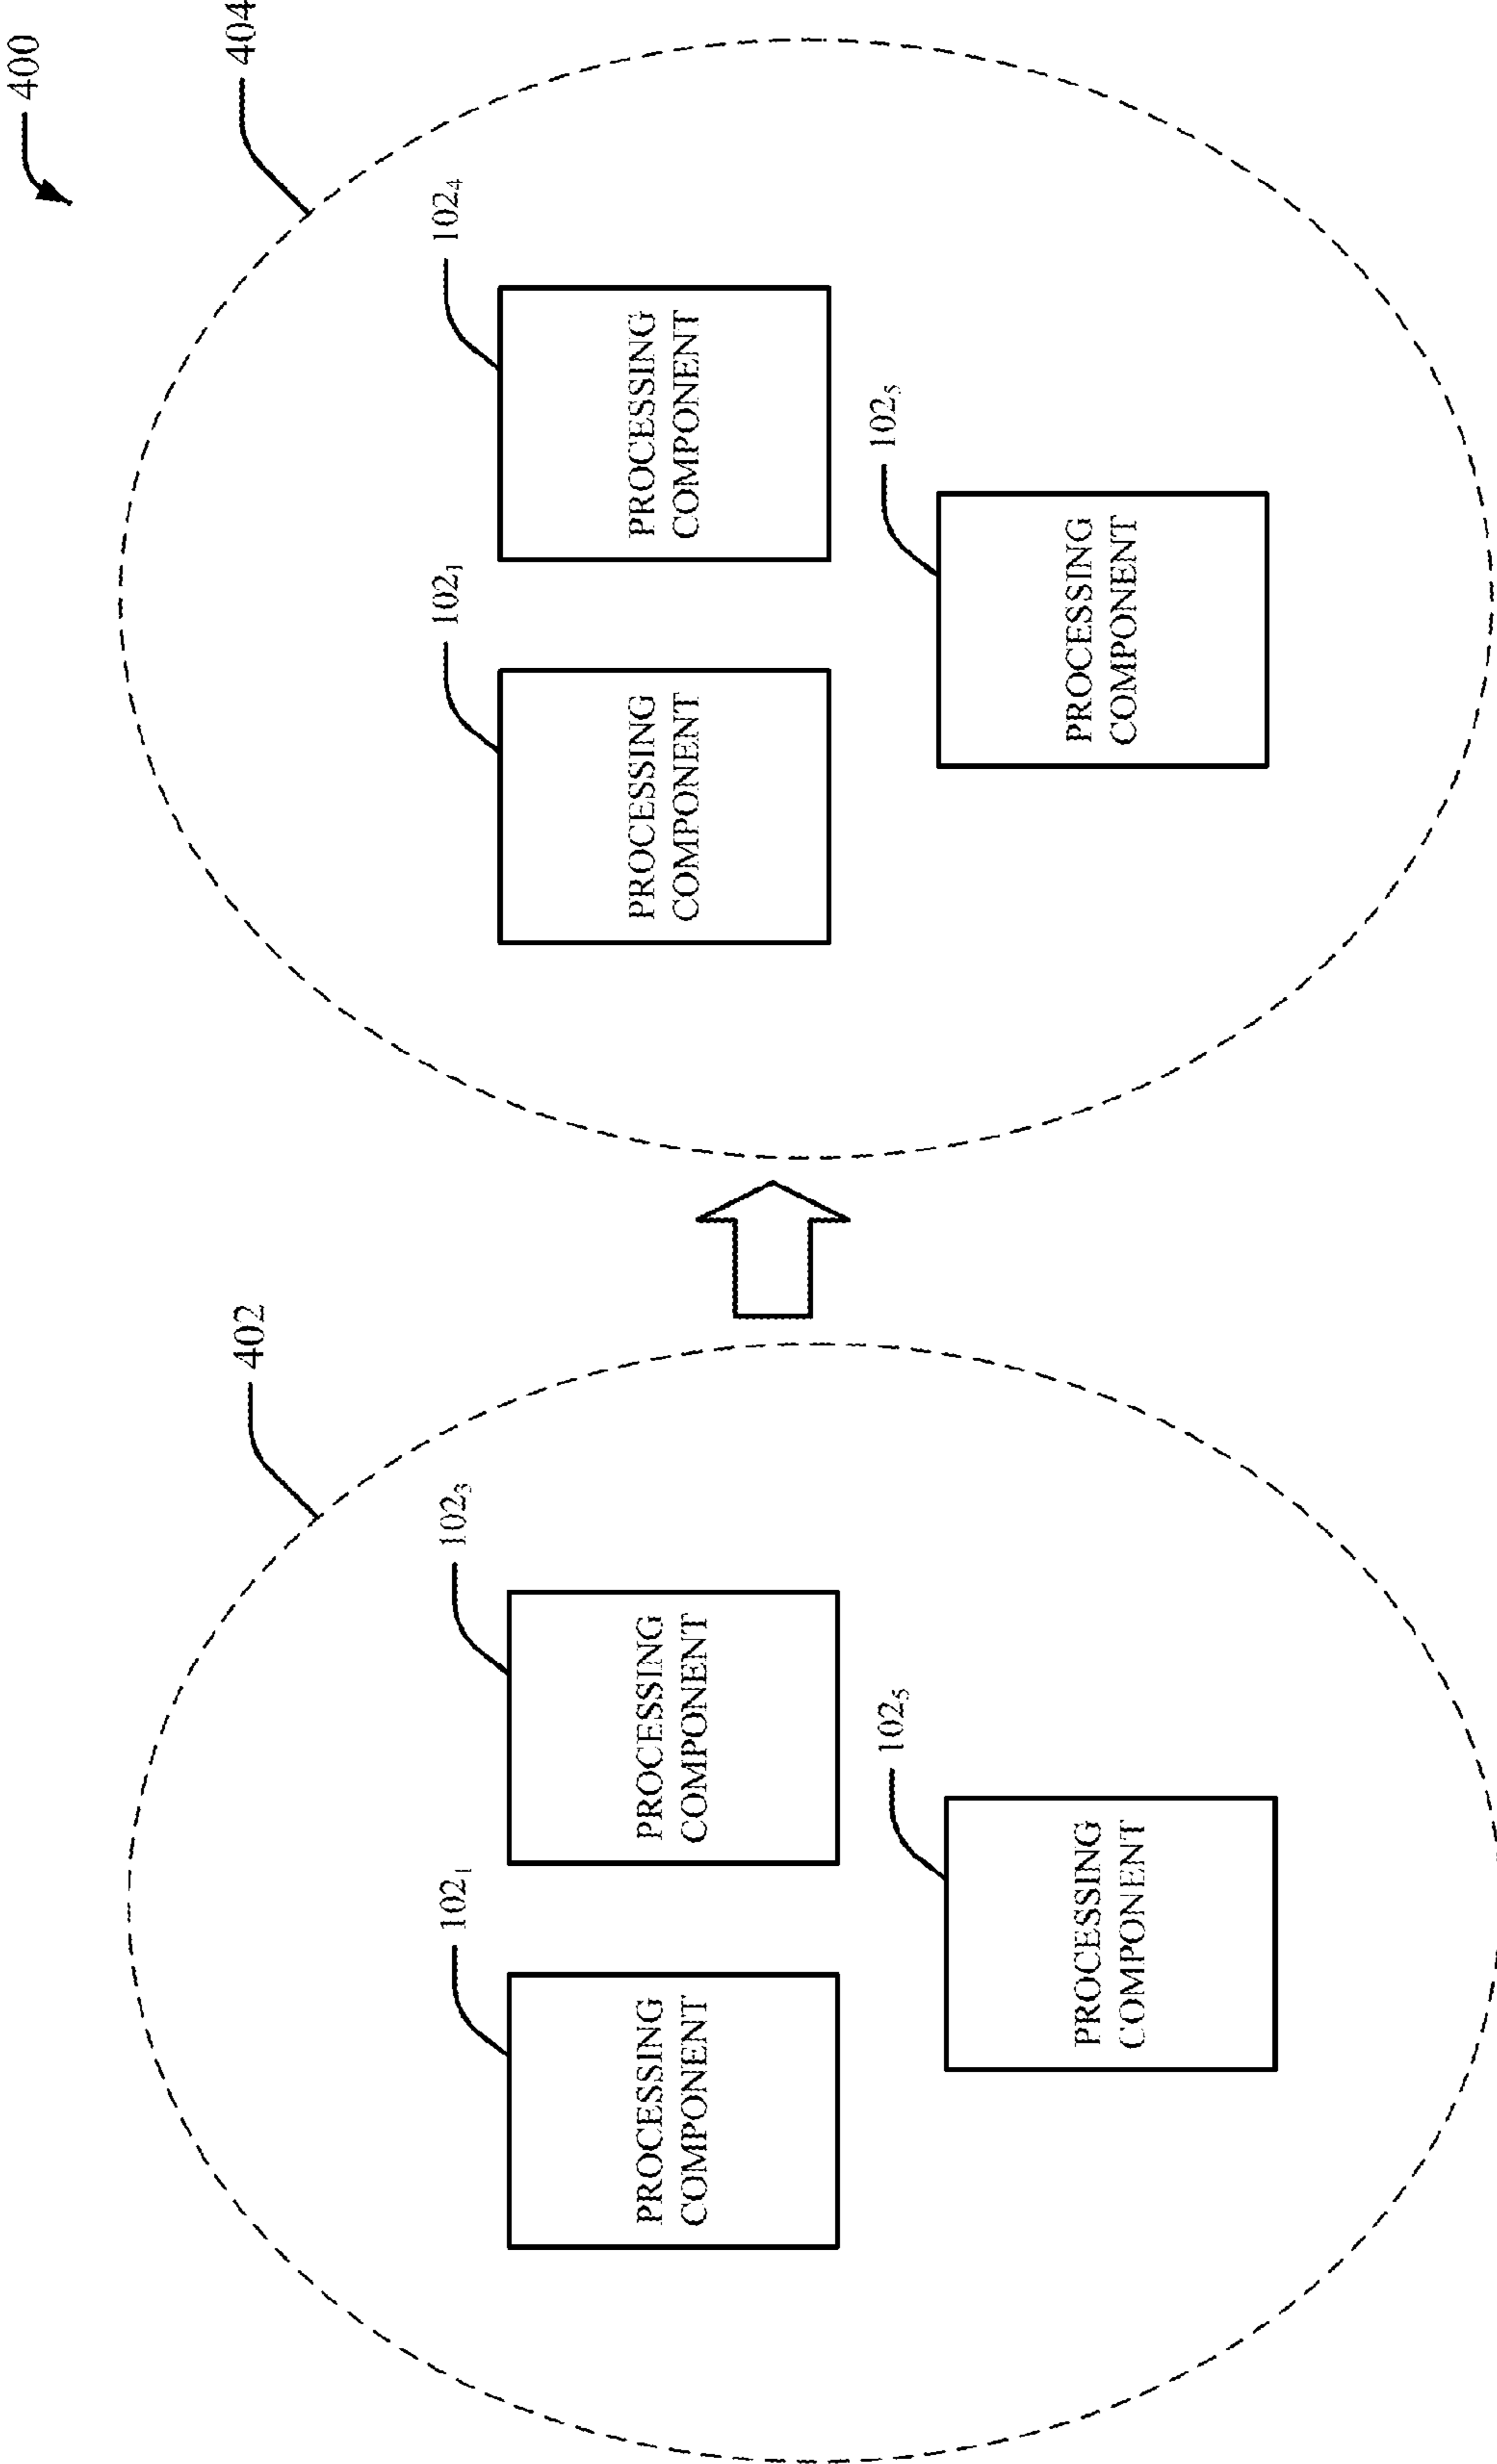 400
402
404
102₁
102₃
102₁
102₄
PROCESSING
COMPONENT
PROCESSING
COMPONENT
PROCESSING
COMPONENT
PROCESSING
COMPONENT
102₅
102₅
PROCESSING
COMPONENT
PROCESSING
COMPONENT